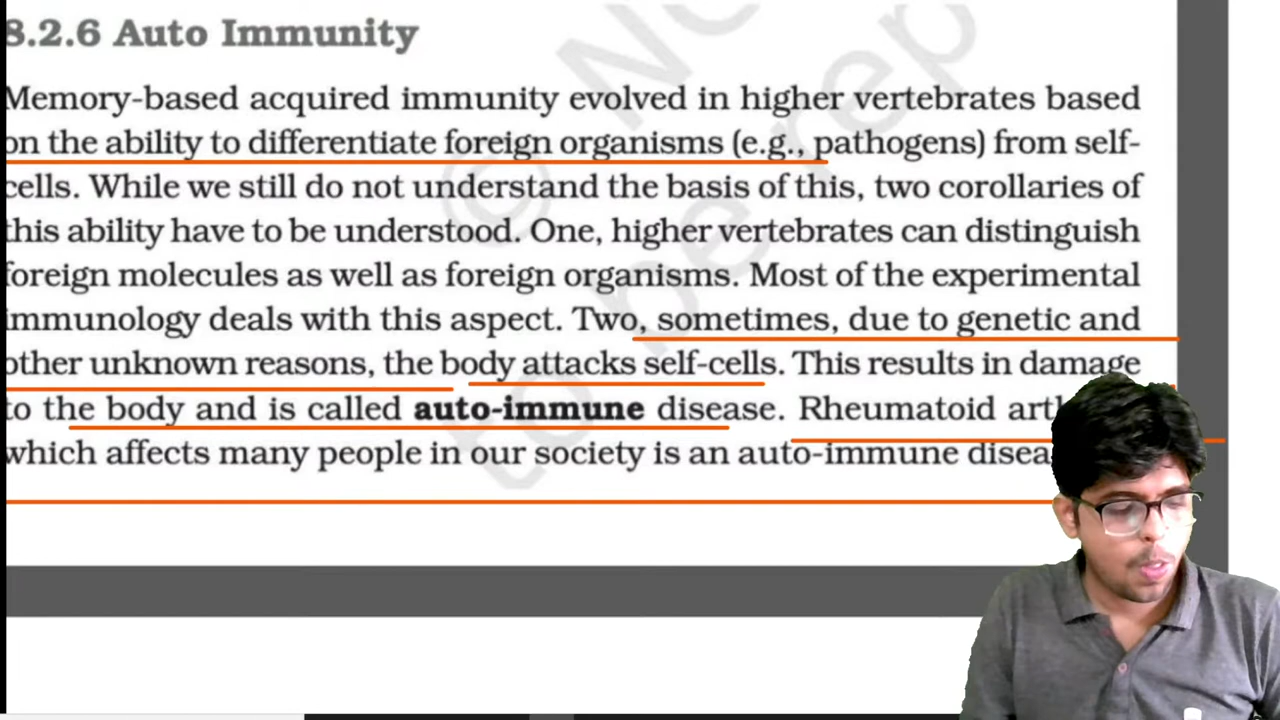 8.2.6 Auto Immunity
Memory-based acquired immunity evolved in higher vertebrates based
on the ability to differentiate foreign organisms (e.g., pathogens) from self-
cells. While we still do not understand the basis of this, two corollaries of
this ability have to be understood. One, higher vertebrates can distinguish
foreign molecules as well as foreign organisms. Most of the experimental
immunology deals with this aspect. Two, sometimes, due to genetic and
other unknown reasons, the body attacks self-cells. This results in damage
to the body and is called auto-immune disease. Rheumatoid
which affects many people in our society is an auto-immune